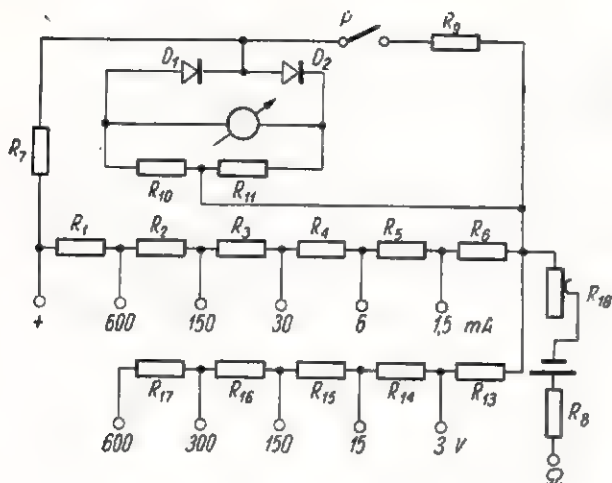 P R₉
D₁ D₂
R₇
R₁₀ R₁₁
R₁ R₂ R₃ R₄ R₅ R₆
R₁₈
+ 600 150 30 6 1,5 mA
R₁₇ R₁₆ R₁₅ R₁₄ R₁₃
R₈
600 300 150 15 3 V
Ω